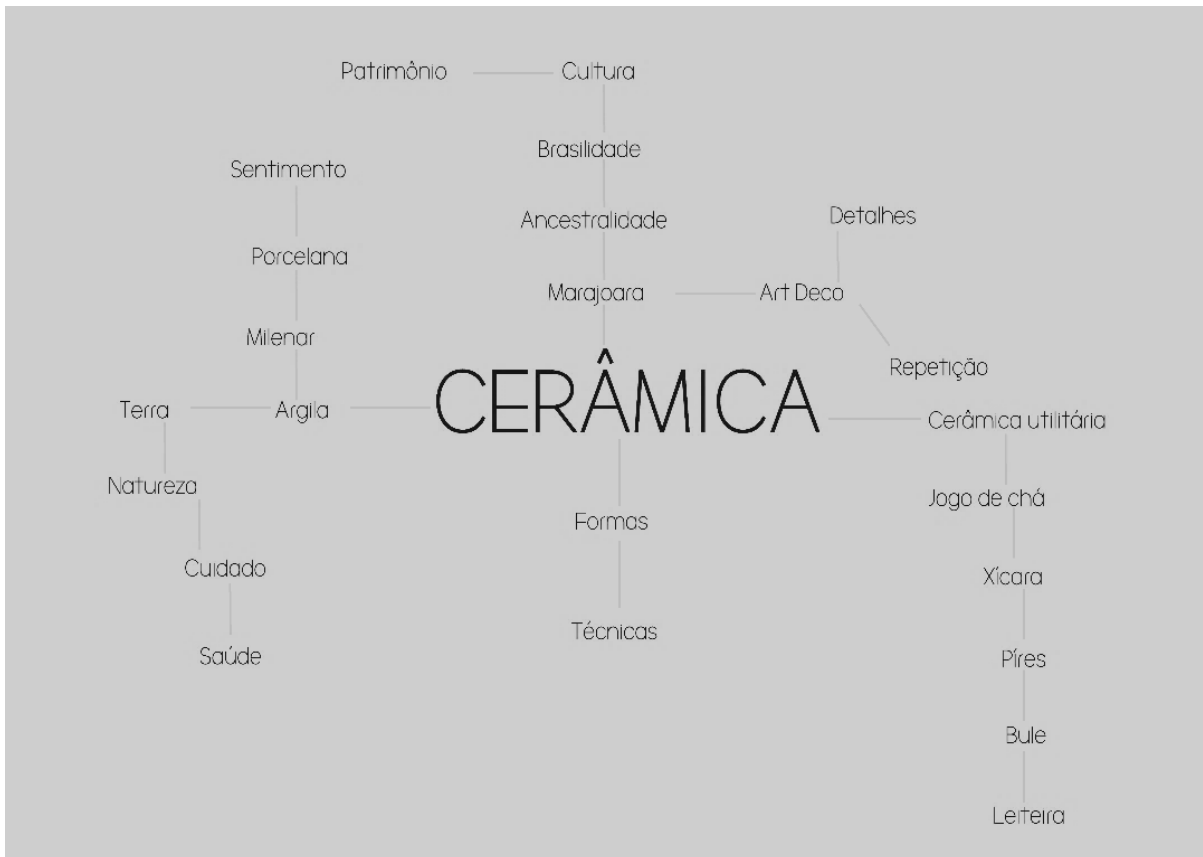 Patrimônio
Cultura
Brasilidade
Sentimento
Ancestralidade
Detalhes
Porcelana
Marajoara
Art Deco
Milenar
Repetição
Terra
Argila
CERÂMICA
Cerâmica utilitária
Natureza
Jogo de chá
Formas
Cuidado
Xícara
Técnicas
Saúde
Píres
Bule
Leiteira